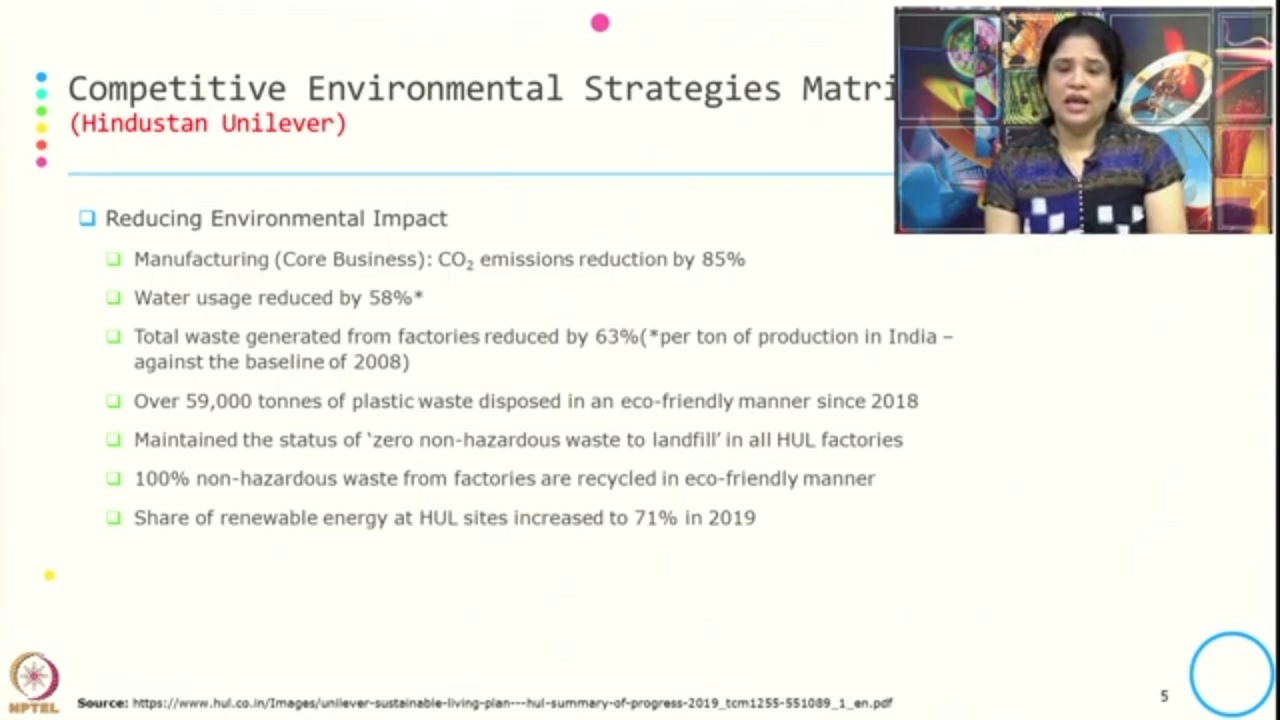 Competitive Environmental Strategies Matri
(Hindustan Unilever)
Reducing Environmental Impact
Manufacturing (Core Business): CO₂ emissions reduction by 85%
Water usage reduced by 58%*
Total waste generated from factories reduced by 63%(*per ton of production in India –
against the baseline of 2008)
Over 59,000 tonnes of plastic waste disposed in an eco-friendly manner since 2018
Maintained the status of ‘zero non-hazardous waste to landfill’ in all HUL factories
100% non-hazardous waste from factories are recycled in eco-friendly manner
Share of renewable energy at HUL sites increased to 71% in 2019
NPTEL
Source: https://www.hul.co.in/Images/unilever-sustainable-living-plan---hul-summary-of-progress-2019_tcm1255-551089_1_en.pdf
5